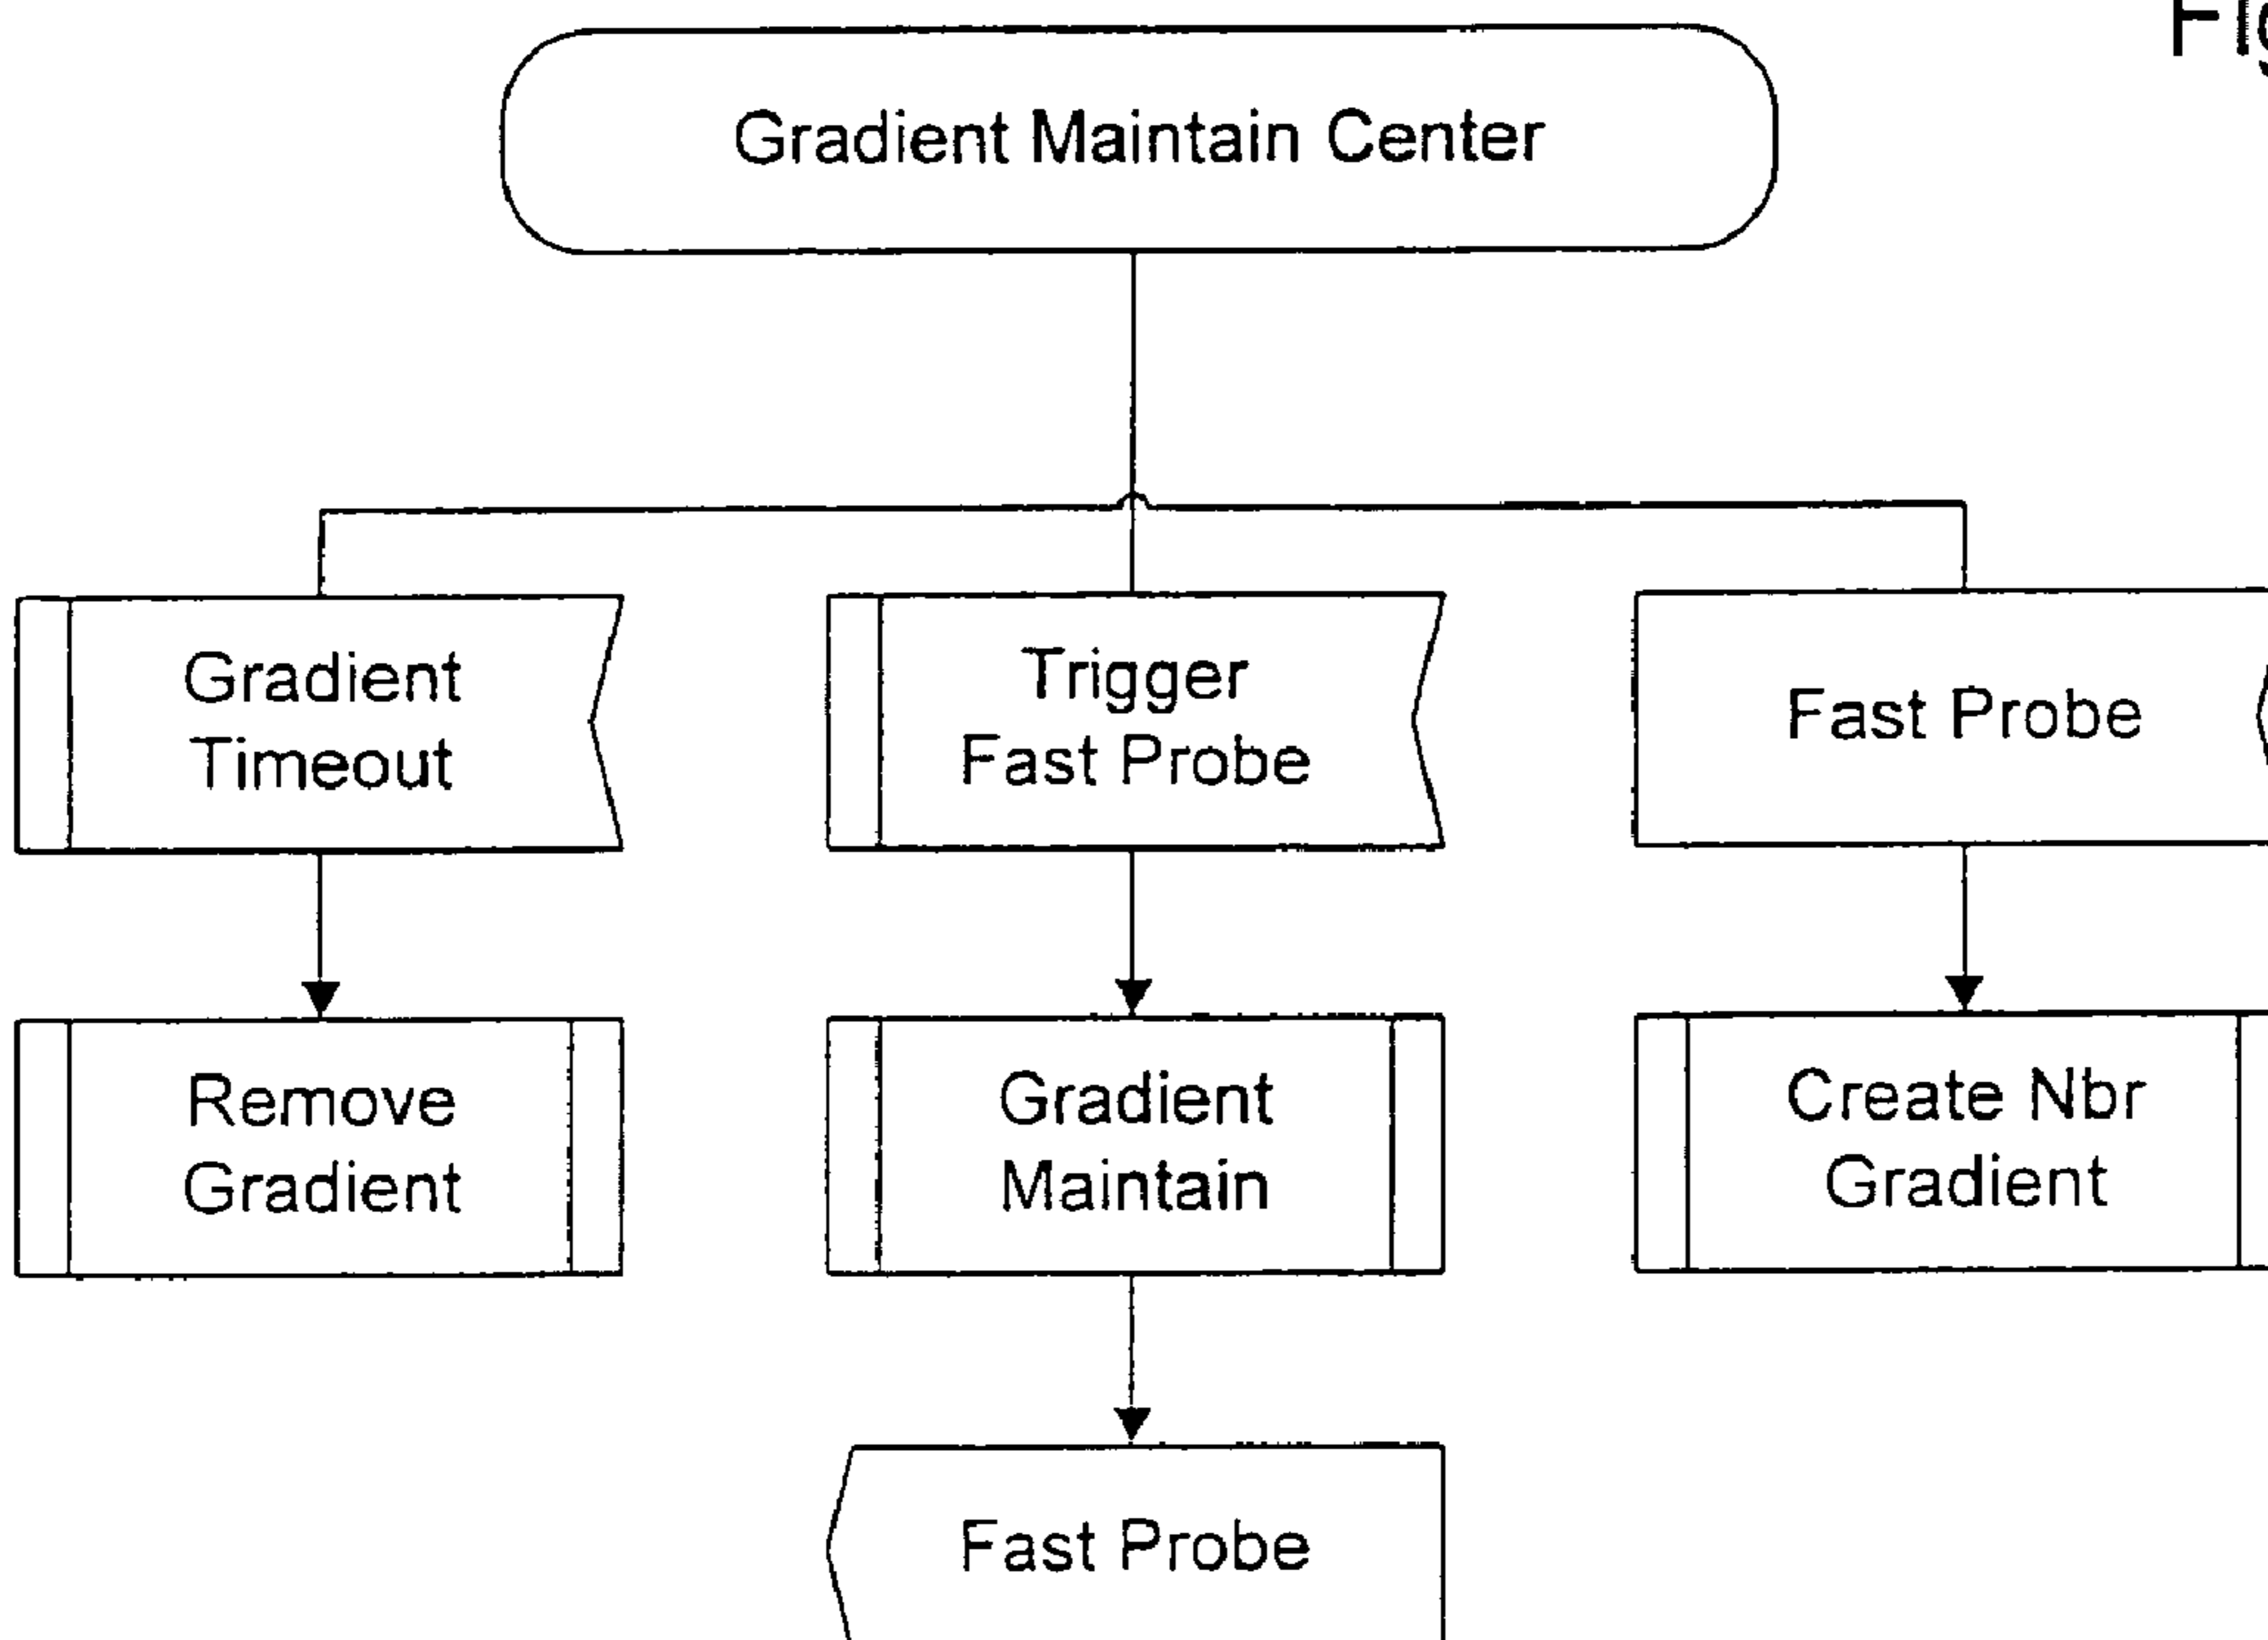 Gradient Maintain Center
Gradient
Timeout
Trigger
Fast Probe
Fast Probe
Remove
Gradient
Gradient
Maintain
Create Nbr
Gradient
Fast Probe